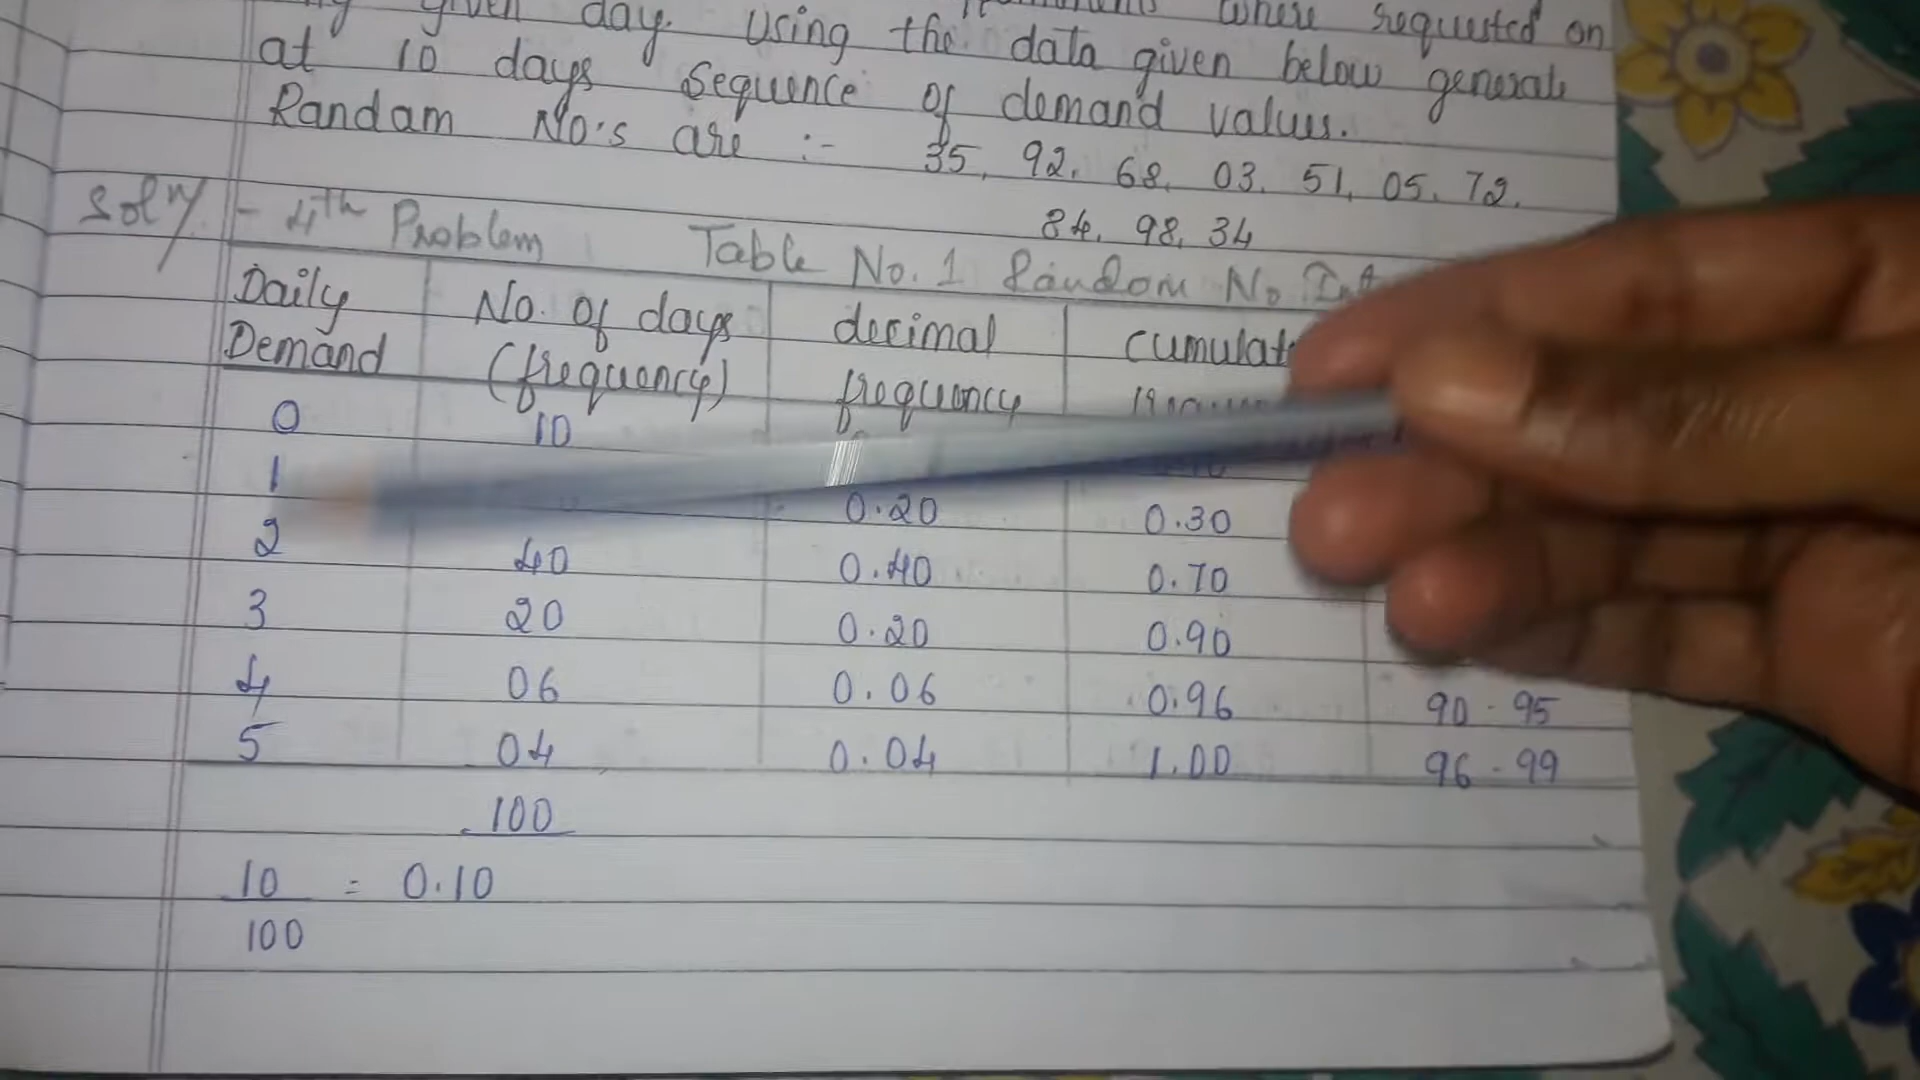 given day. Using the data given below generale
where requested on
at 10 days Sequence of demand values.
Randam No's are :- 35, 92, 68, 03, 51, 05, 72,
84, 98, 34
Soln - 4th Problem Table No. 1 Random No
Daily Demand No. of days (frequency) decimal frequency
0 10
1
2 0.20 0.30
40 0.40 0.70
3 20 0.20 0.90
4 06 0.06 0.96 90 - 95
5 04 0.04 1.00 96 - 99
100
10 = 0.10
100